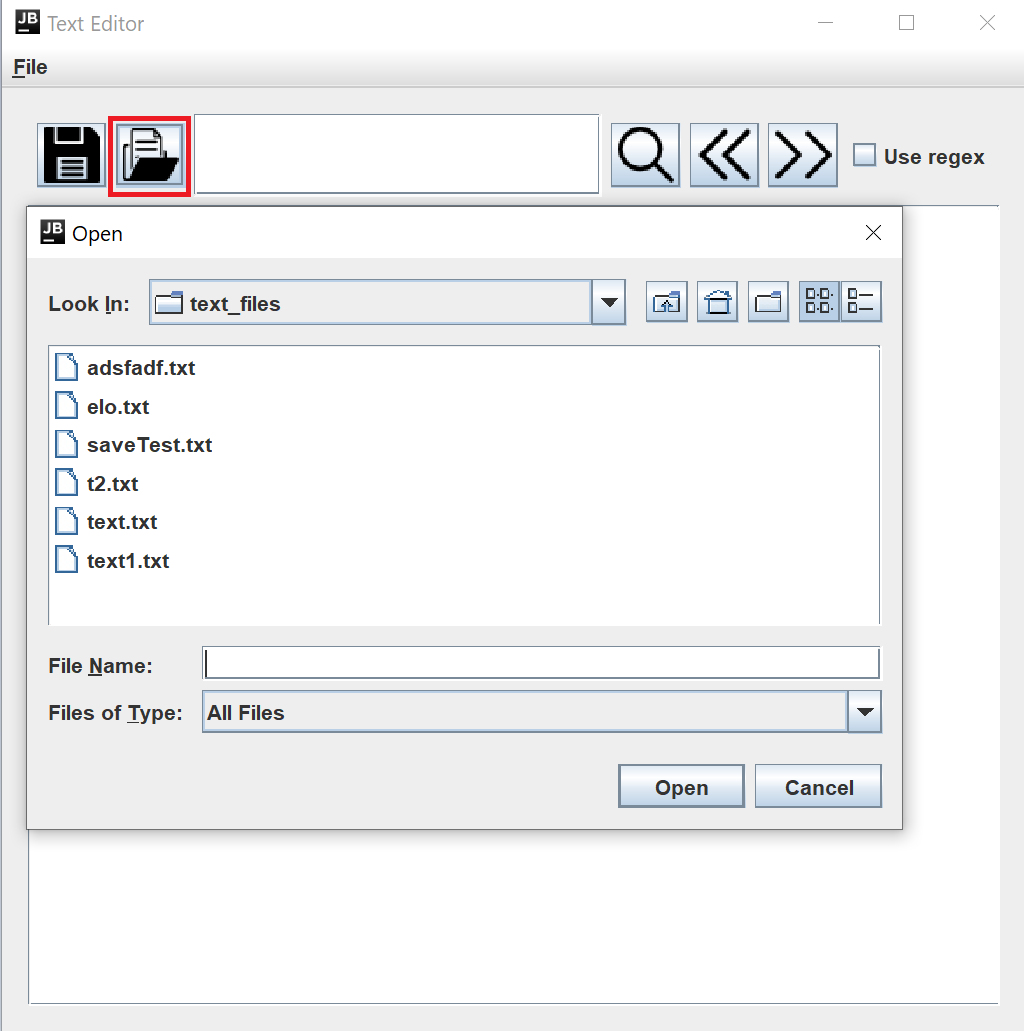 JB Text Editor
File
Use regex
JB Open
Look In: text_files
adsfadf.txt
elo.txt
saveTest.txt
t2.txt
text.txt
text1.txt
File Name:
Files of Type: All Files
Open Cancel